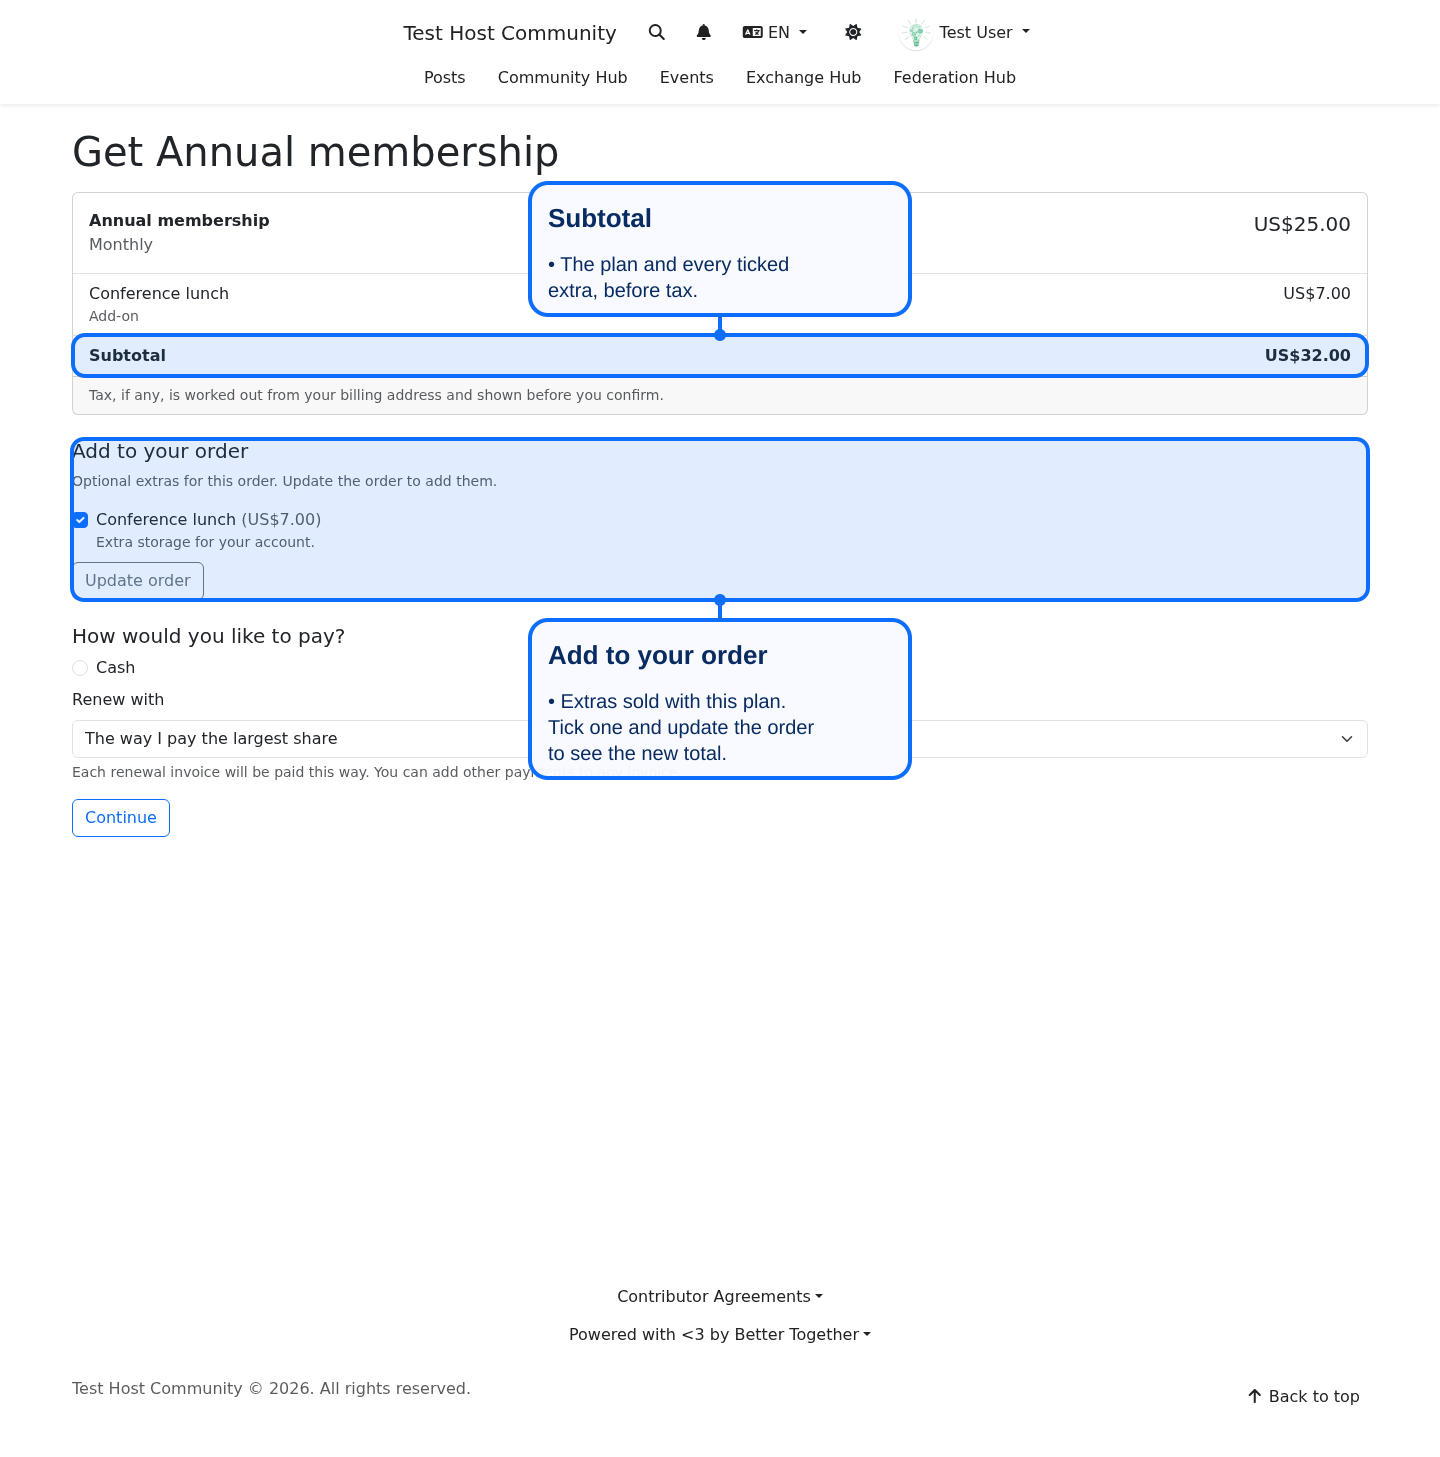 Test Host Community EN Test User
Posts Community Hub Events Exchange Hub Federation Hub
Get Annual membership
Annual membership US$25.00
Monthly
Subtotal
• The plan and every ticked
extra, before tax.
Conference lunch US$7.00
Add-on
Subtotal US$32.00
Tax, if any, is worked out from your billing address and shown before you confirm.
Add to your order
Optional extras for this order. Update the order to add them.
Conference lunch (US$7.00)
Extra storage for your account.
Update order
How would you like to pay?
Cash
Renew with
The way I pay the largest share
Each renewal invoice will be paid this way. You can add other
Add to your order
• Extras sold with this plan.
Tick one and update the order
to see the new total.
Continue
Contributor Agreements
Powered with <3 by Better Together
Test Host Community © 2026. All rights reserved.
Back to top